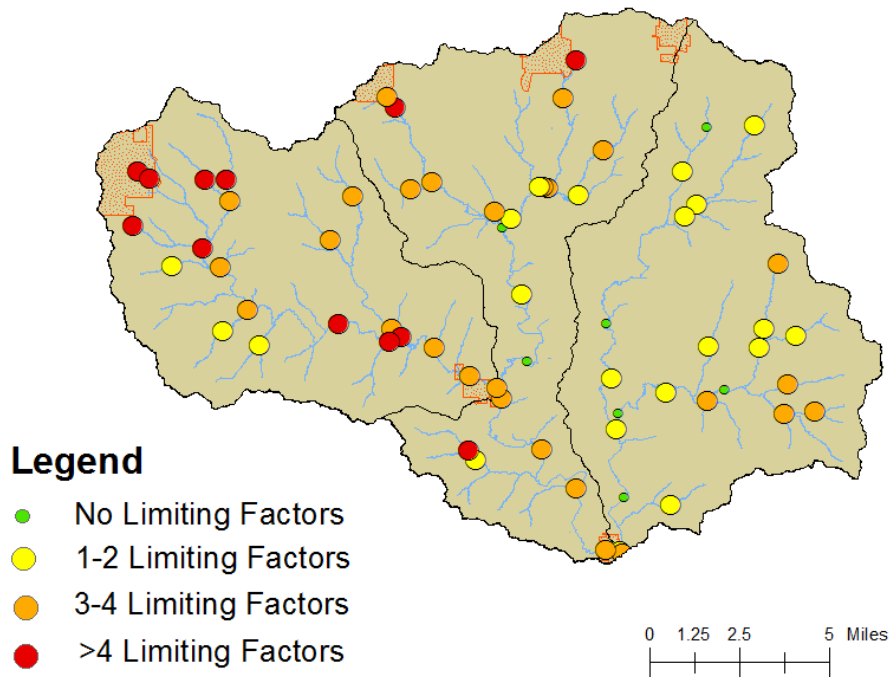 Legend
No Limiting Factors
1-2 Limiting Factors
3-4 Limiting Factors
>4 Limiting Factors
0 1.25 2.5 5 Miles